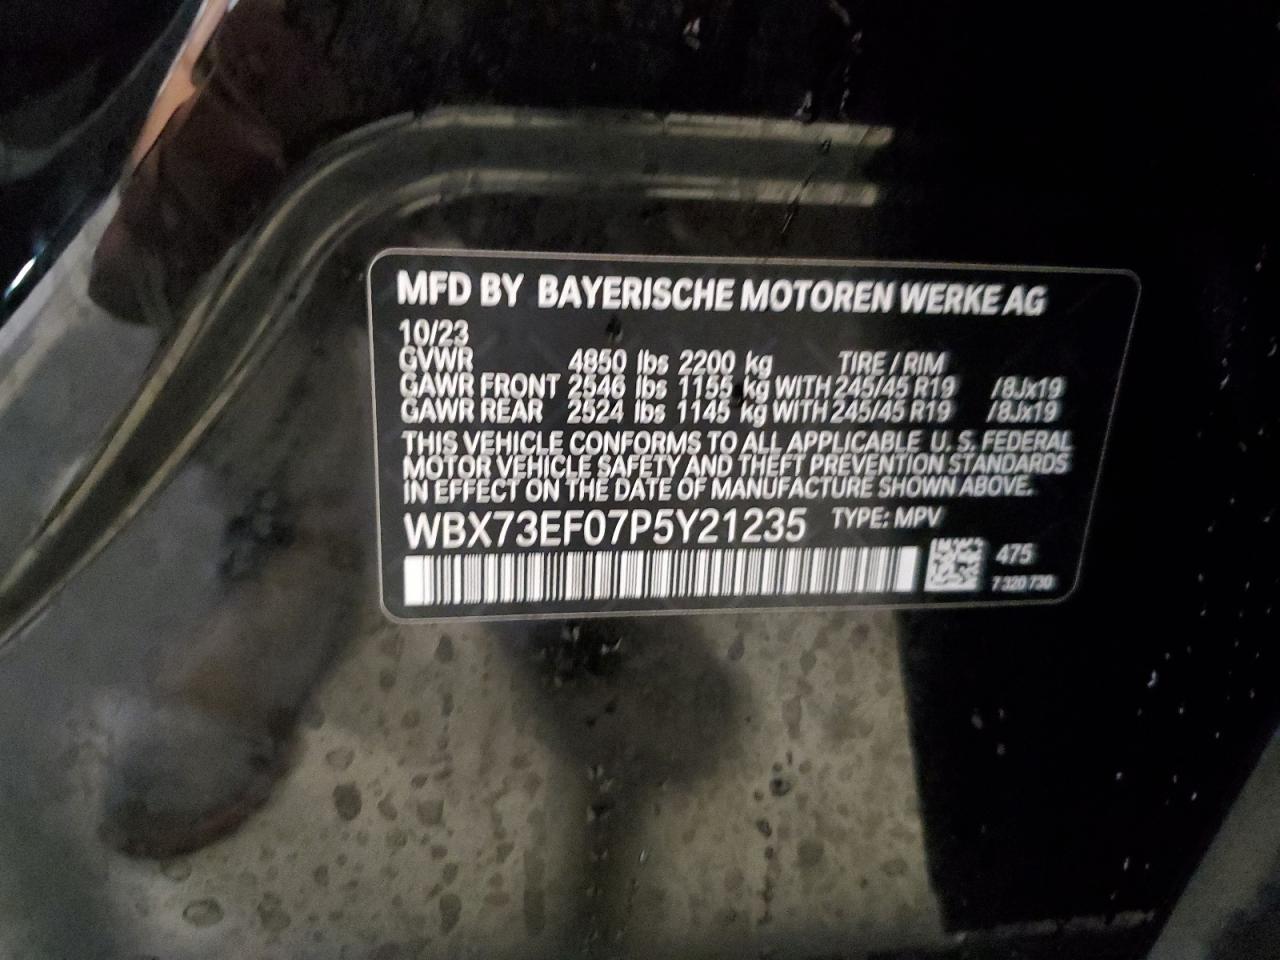 MFD BY BAYERISCHE MOTOREN WERKE AG
10/23
GVWR 4850 lbs 2200 kg TIRE / RIM
GAWR FRONT 2546 lbs 1155 kg WITH 245/45 R19 /8Jx19
GAWR REAR 2524 lbs 1145 kg WITH 245/45 R19 /8Jx19
THIS VEHICLE CONFORMS TO ALL APPLICABLE U. S. FEDERAL
MOTOR VEHICLE SAFETY AND THEFT PREVENTION STANDARDS
IN EFFECT ON THE DATE OF MANUFACTURE SHOWN ABOVE.
WBX73EF07P5Y21235 TYPE: MPV
475
7 320 730